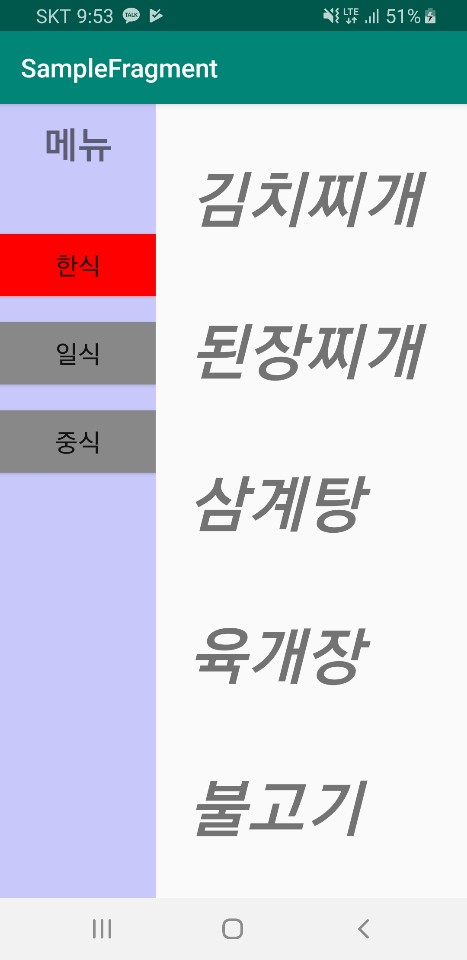 SKT 9:53 TALK LTE 51%
SampleFragment
메뉴
한식
일식
중식
김치찌개
된장찌개
삼계탕
육개장
불고기